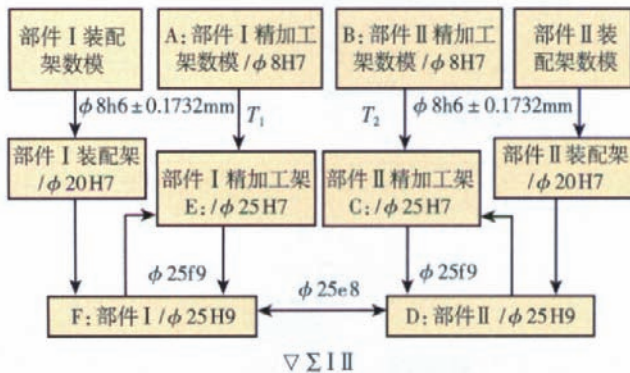 部件Ⅰ装配
架数模
A:部件Ⅰ精加工
架数模/φ8H7
B:部件Ⅱ精加工
架数模/φ8H7
部件Ⅱ装
配架数模
φ8h6±0.1732mm
T₁
T₂
φ8h6±0.1732mm
部件Ⅰ装配架
/φ20H7
部件Ⅰ精加工架
E:/φ25H7
部件Ⅱ精加工架
C:/φ25H7
部件Ⅱ装配架
/φ20H7
φ25f9
φ25e8
φ25f9
F:部件Ⅰ/φ25H9
D:部件Ⅱ/φ25H9
▽ΣⅠⅡ